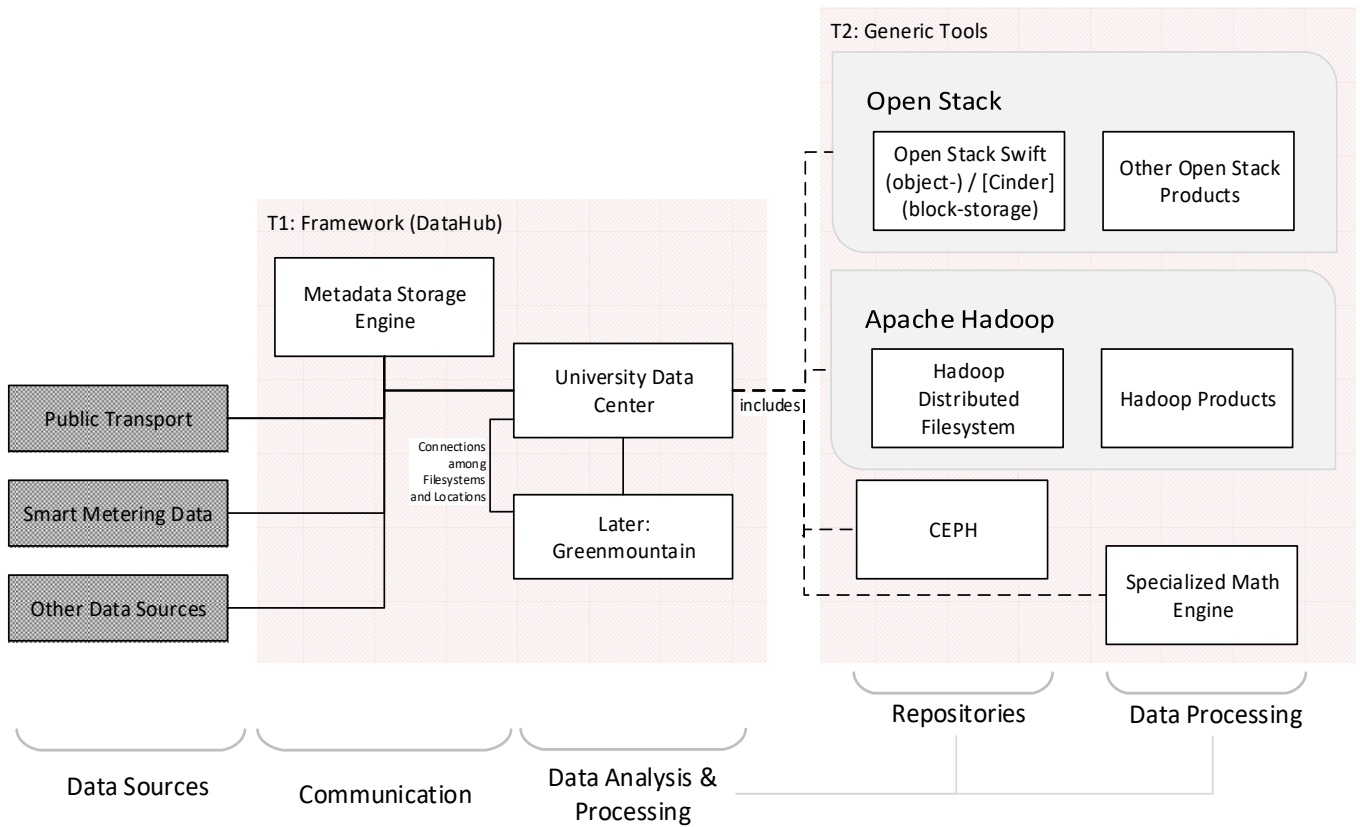 T2: Generic Tools
Open Stack
Open Stack Swift
(object-) / [Cinder]
(block-storage)
Other Open Stack
Products
T1: Framework (DataHub)
Metadata Storage
Engine
Apache Hadoop
Hadoop
Distributed
Filesystem
Hadoop Products
University Data
Center
includes
Public Transport
Connections
among
Filesystems
and Locations
Smart Metering Data
Later:
Greenmountain
CEPH
Other Data Sources
Specialized Math
Engine
Repositories
Data Processing
Data Sources
Communication
Data Analysis &
Processing